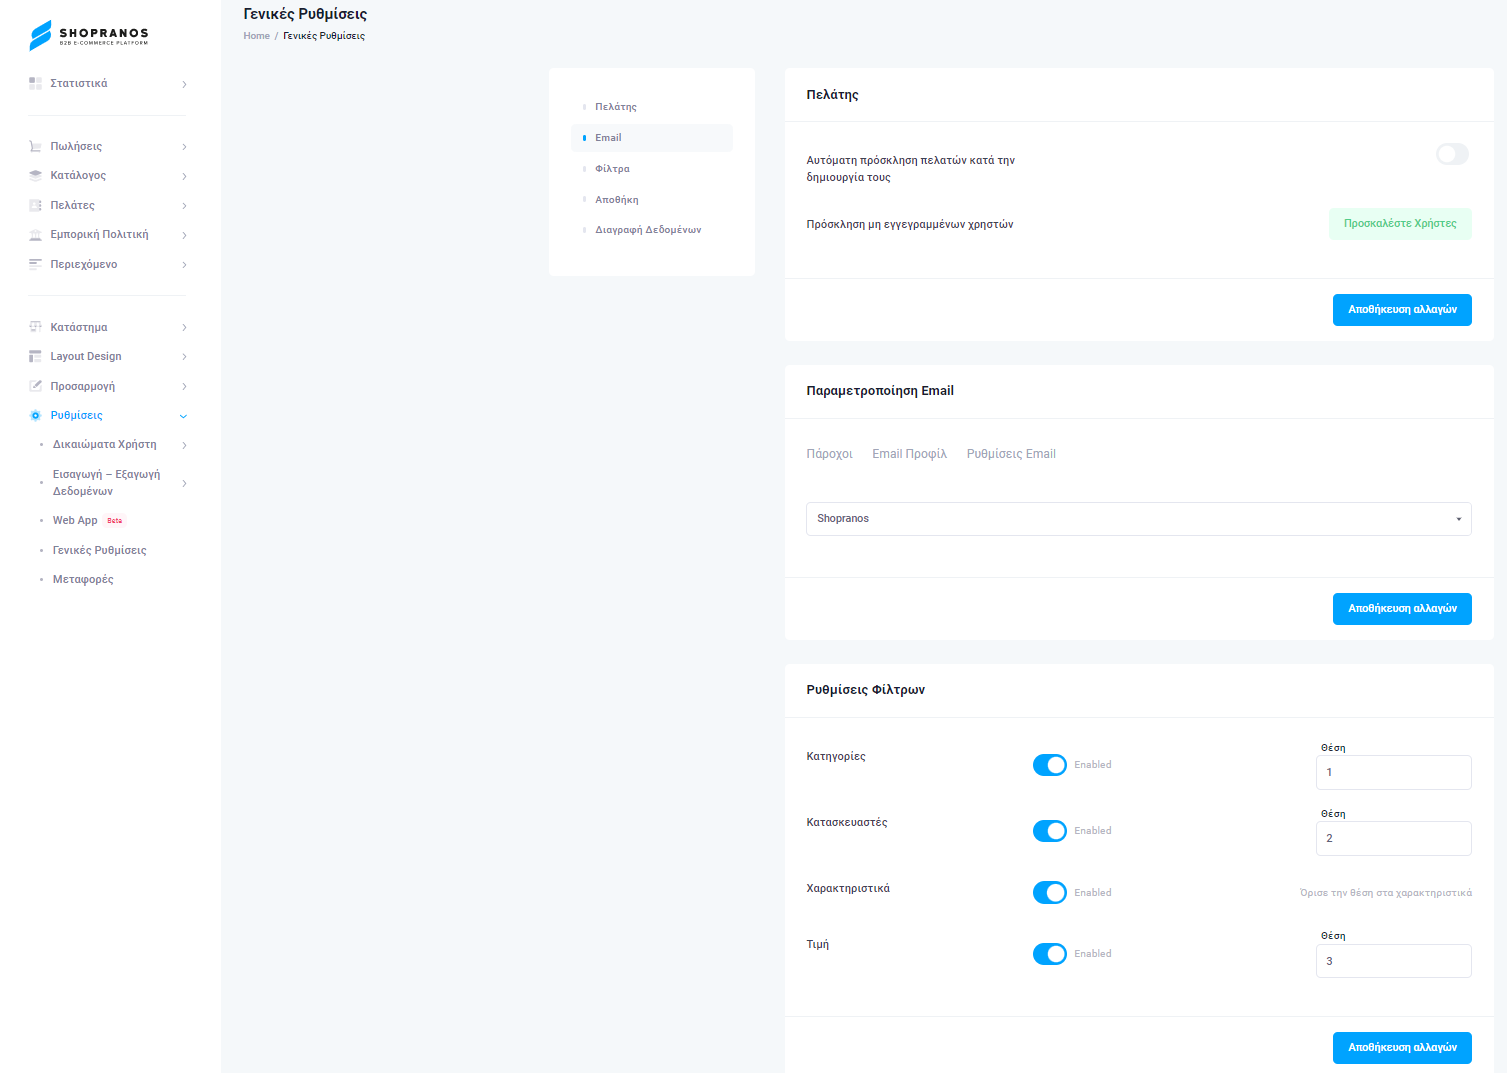 SHOPRANOS
B2B E-COMMERCE PLATFORM
Στατιστικά
Πωλήσεις
Κατάλογος
Πελάτες
Εμπορική Πολιτική
Περιεχόμενο
Κατάστημα
Layout Design
Προσαρμογή
Ρυθμίσεις
Δικαιώματα Χρήστη
Εισαγωγή – Εξαγωγή
Δεδομένων
Web App Beta
Γενικές Ρυθμίσεις
Μεταφορές
Γενικές Ρυθμίσεις
Home / Γενικές Ρυθμίσεις
Πελάτης
Email
Φίλτρα
Αποθήκη
Διαγραφή Δεδομένων
Πελάτης
Αυτόματη πρόσκληση πελατών κατά την
δημιουργία τους
Πρόσκληση μη εγγεγραμμένων χρηστών
Προσκαλέστε Χρήστες
Αποθήκευση αλλαγών
Παραμετροποίηση Email
Πάροχοι Email Προφίλ Ρυθμίσεις Email
Shopranos
Αποθήκευση αλλαγών
Ρυθμίσεις Φίλτρων
Θέση
Κατηγορίες Enabled 1
Θέση
Κατασκευαστές Enabled 2
Χαρακτηριστικά Enabled Όρισε την θέση στα χαρακτηριστικά
Θέση
Τιμή Enabled 3
Αποθήκευση αλλαγών